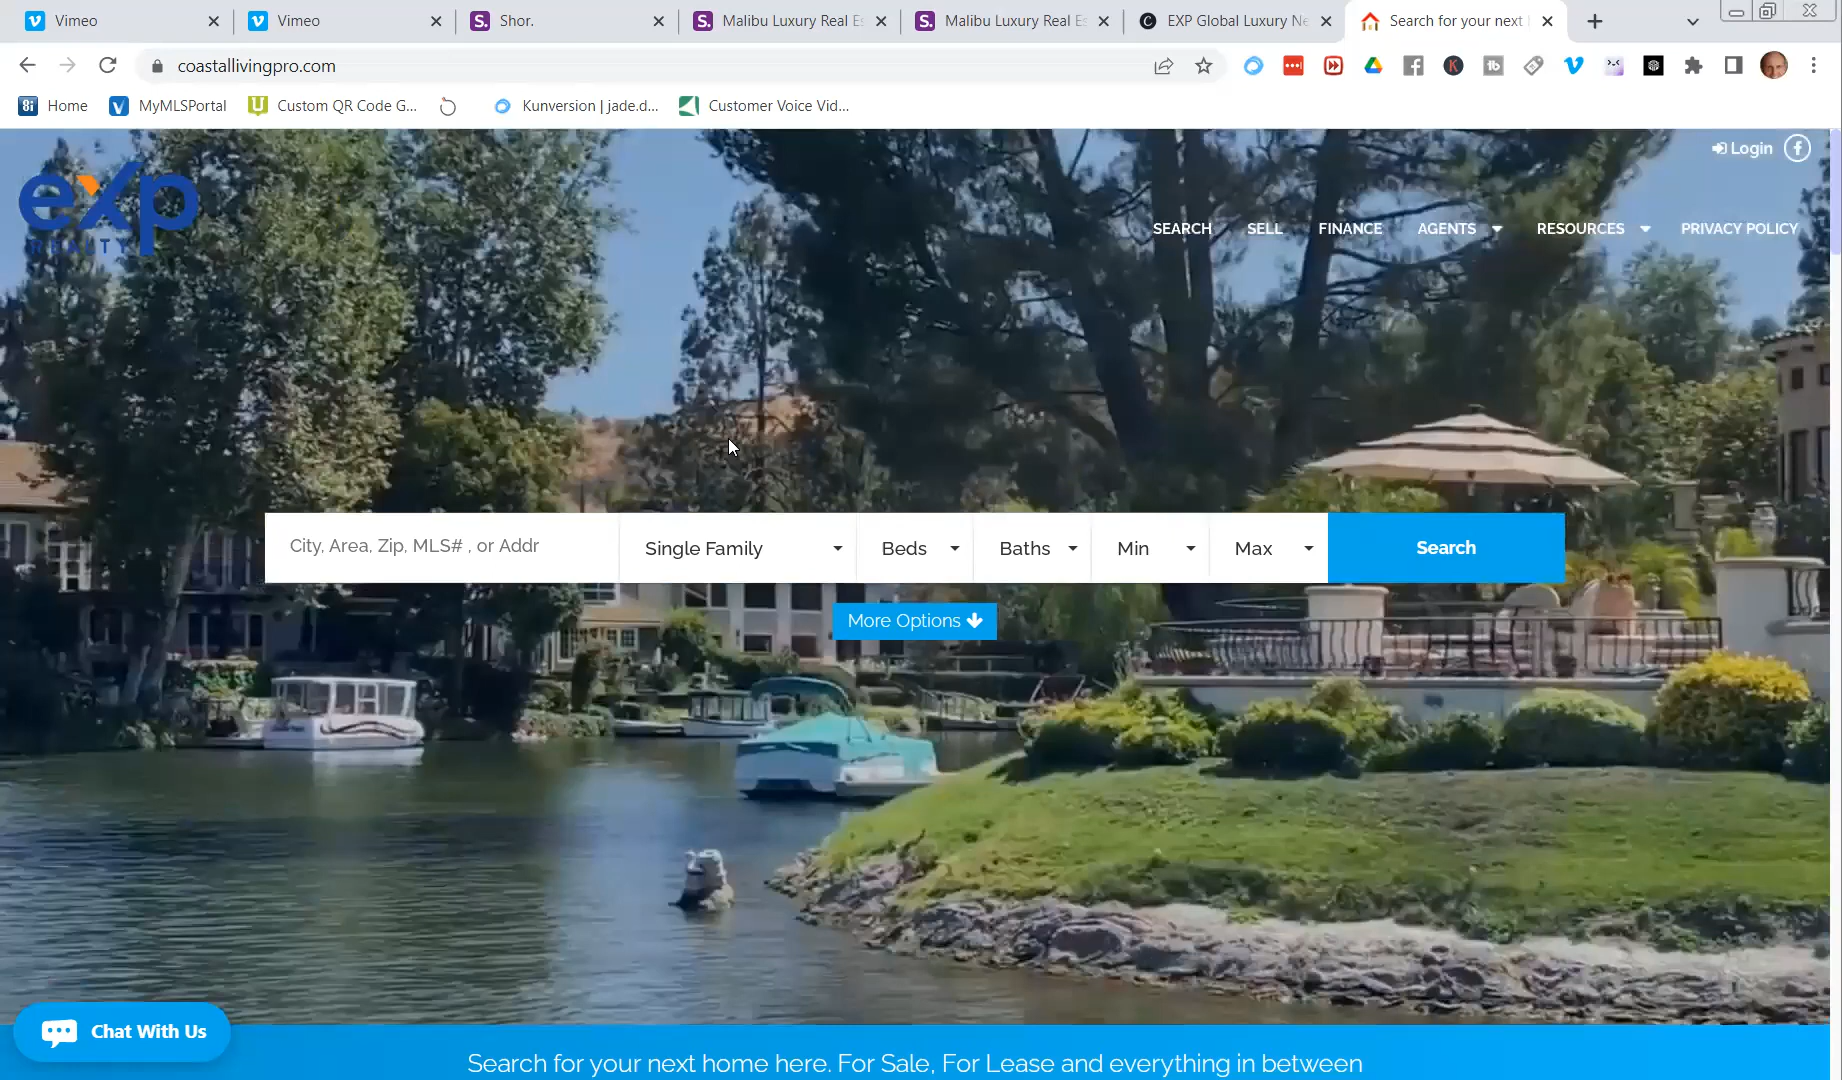 Vimeo
Vimeo
Shor.
Malibu Luxury Real Es
Malibu Luxury Real Es
EXP Global Luxury Ne
Search for your next
coastallivingpro.com
Home
MyMLSPortal
Custom QR Code G...
Kunversion | jade.d...
Customer Voice Vid...
Login
eXp
REALTY
SEARCH
SELL
FINANCE
AGENTS
RESOURCES
PRIVACY POLICY
City, Area, Zip, MLS# , or Addr
Single Family
Beds
Baths
Min
Max
Search
More Options
Chat With Us
Search for your next home here. For Sale, For Lease and everything in between